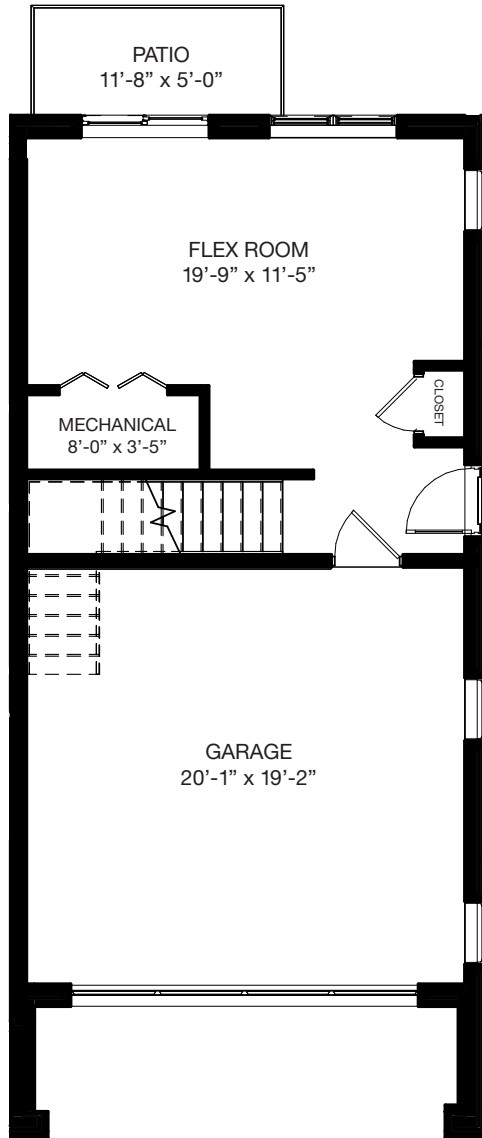 PATIO
11’-8” x 5’-0”
FLEX ROOM
19’-9” x 11’-5”
CLOSET
MECHANICAL
8’-0” x 3’-5”
GARAGE
20’-1” x 19’-2”